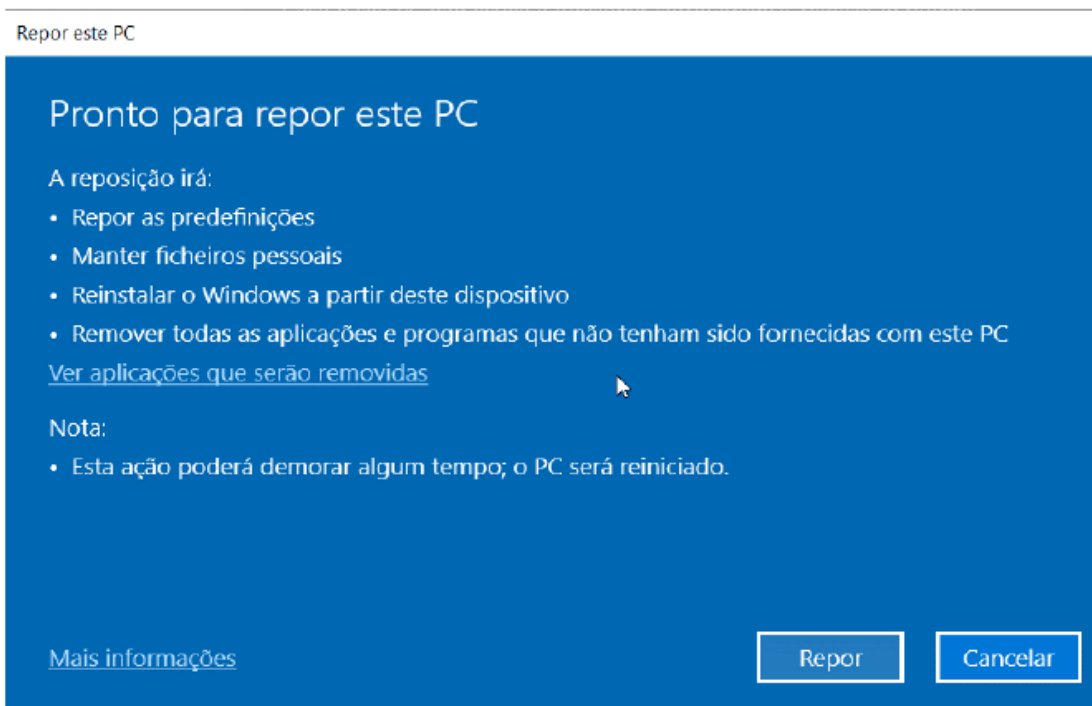 Repor este PC
Pronto para repor este PC
A reposição irá:
• Repor as predefinições
• Manter ficheiros pessoais
• Reinstalar o Windows a partir deste dispositivo
• Remover todas as aplicações e programas que não tenham sido fornecidas com este PC
Ver aplicações que serão removidas
Nota:
• Esta ação poderá demorar algum tempo; o PC será reiniciado.
Mais informações
Repor
Cancelar